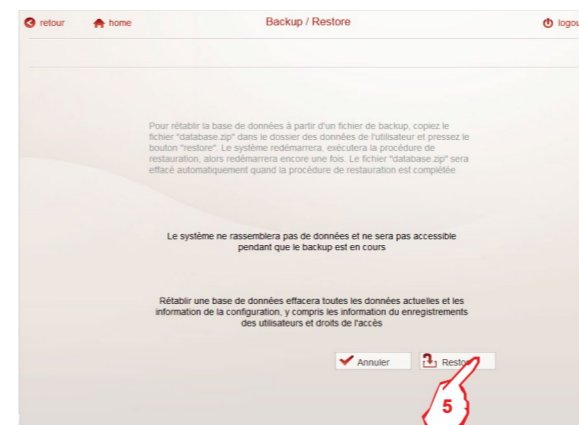 retour home Backup / Restore
Pour rétablir la base de données à partir d'un fichier de backup, copiez le
fichier "database.zip" dans le dossier des données de l'utilisateur et pressez le
bouton "restore". Le système redémarrera, exécutera la procédure de
restauration, alors redémarrera encore une fois. Le fichier "database.zip" sera
effacé automatiquement quand la procédure de restauration est complétée
Le système ne rassemblera pas de données et ne sera pas accessible
pendant que le backup est en cours
Rétablir une base de données effacera toutes les données actuelles et les
information de la configuration, y compris les information du enregistrements
des utilisateurs et droits de l'accès
Annuler
5